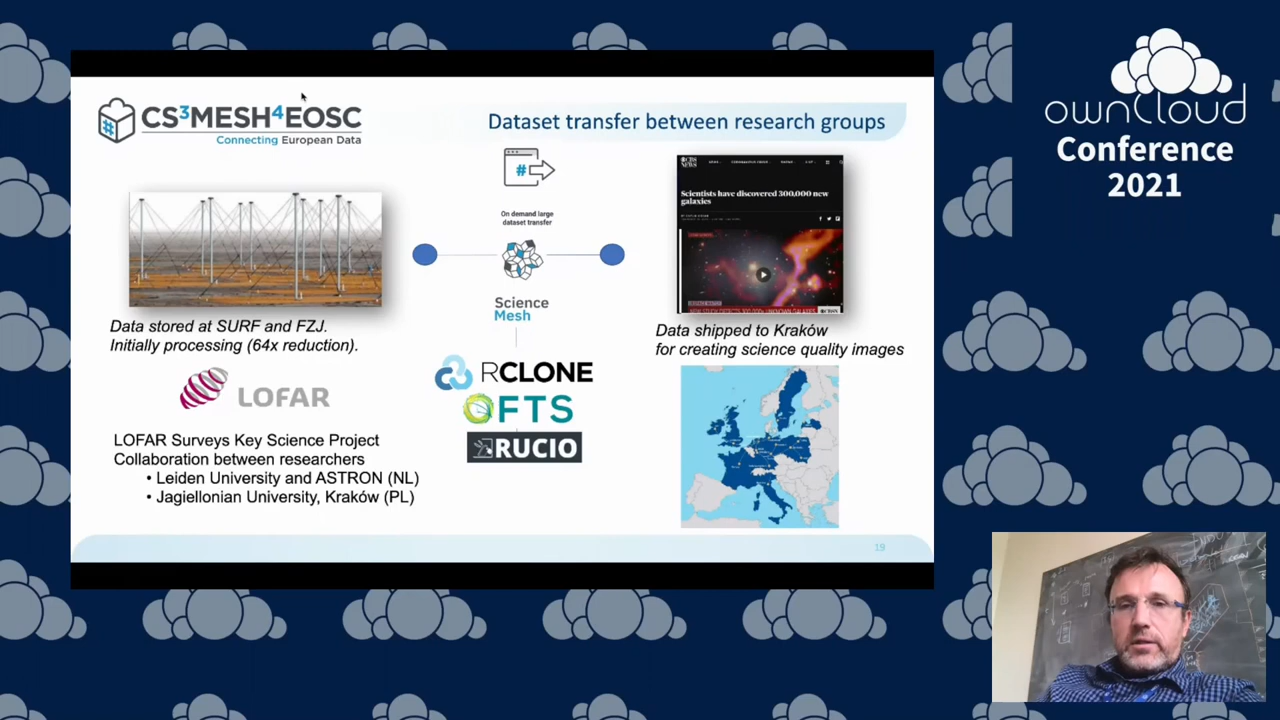 CS3MESH4EOSC
Connecting European Data
Dataset transfer between research groups
#
On demand large
dataset transfer
Science
Mesh
RCLONE
FTS
RUCIO
Data stored at SURF and FZJ.
Initially processing (64x reduction).
LOFAR
LOFAR Surveys Key Science Project
Collaboration between researchers
• Leiden University and ASTRON (NL)
• Jagiellonian University, Kraków (PL)
CBS
NEWS
Scientists have discovered 300,000 new
galaxies
Data shipped to Kraków
for creating science quality images
19
ownCloud
Conference
2021